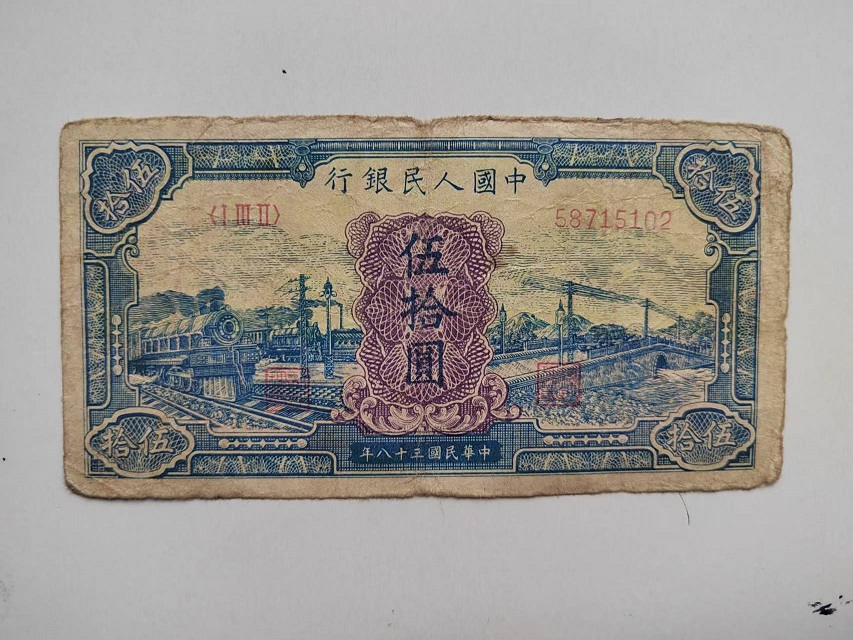 伍拾
伍拾
行銀民人國中
〈I III II〉
58715102
伍拾圓
拾伍
拾伍
年八十三國民華中